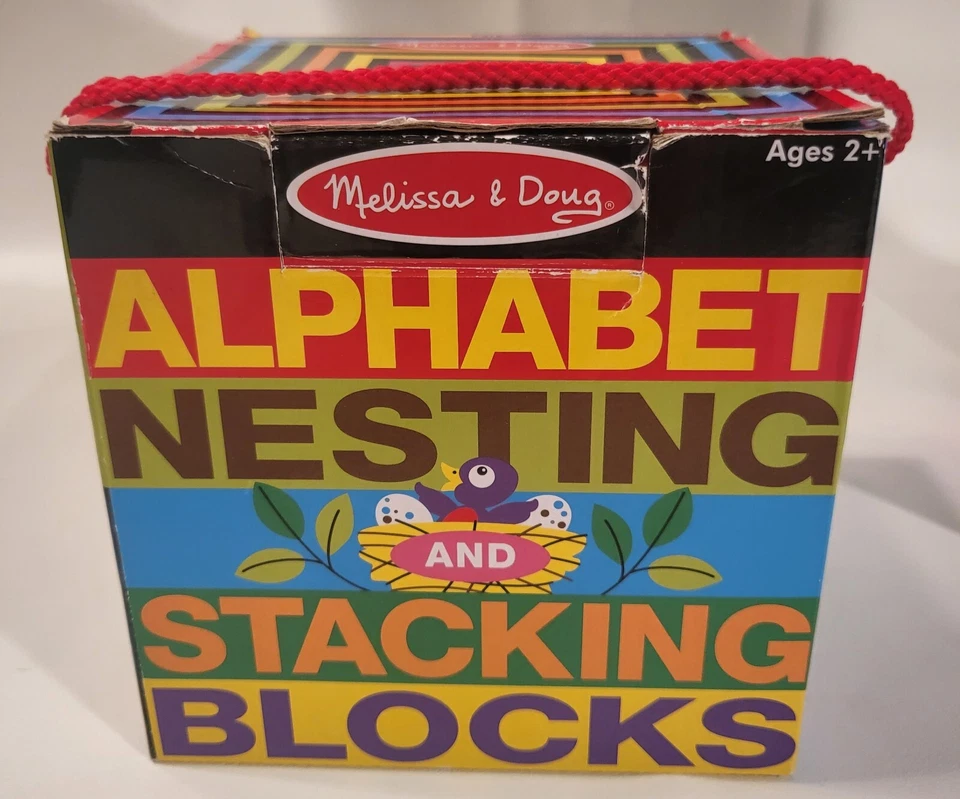 Melissa & Doug®
Ages 2+
ALPHABET
NESTING
AND
STACKING
BLOCKS